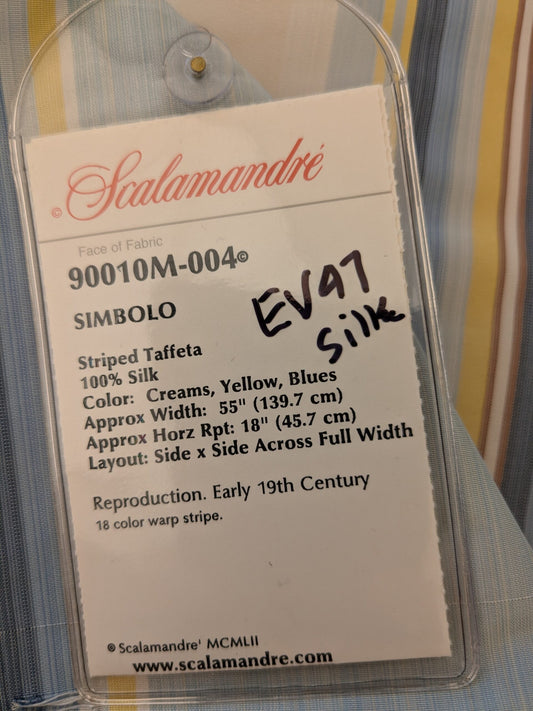 © Scalamandré
Face of Fabric
90010M-004©
SIMBOLO
EV47
silk
Striped Taffeta
100% Silk
Color: Creams, Yellow, Blues
Approx Width: 55" (139.7 cm)
Approx Horz Rpt: 18" (45.7 cm)
Layout: Side x Side Across Full Width
Reproduction. Early 19th Century
18 color warp stripe.
© Scalamandre' MCMLII
www.scalamandre.com